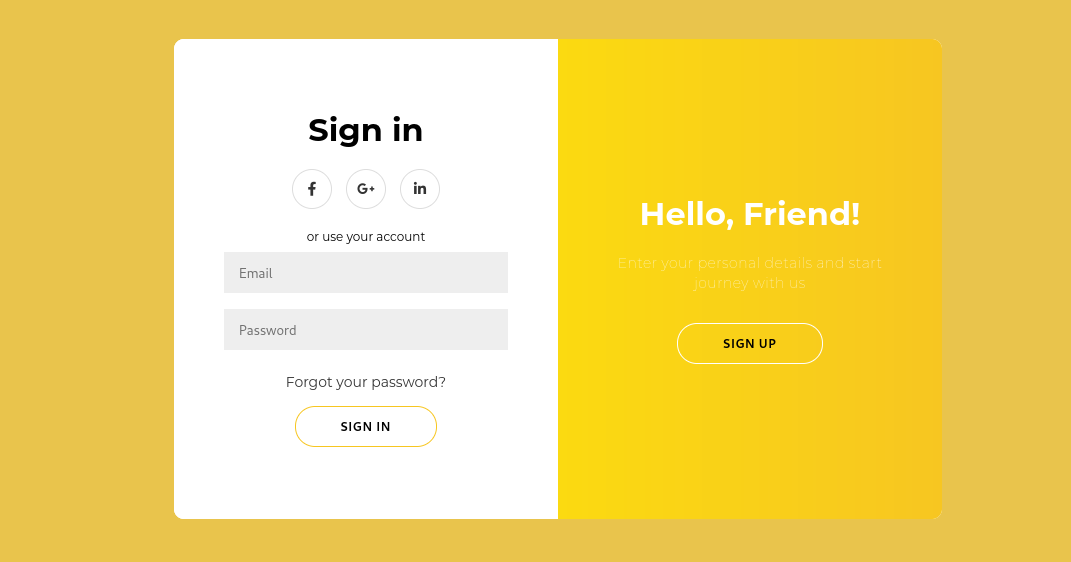 Sign in
f G+ in
or use your account
Email
Password
Forgot your password?
SIGN IN
Hello, Friend!
Enter your personal details and start
journey with us
SIGN UP